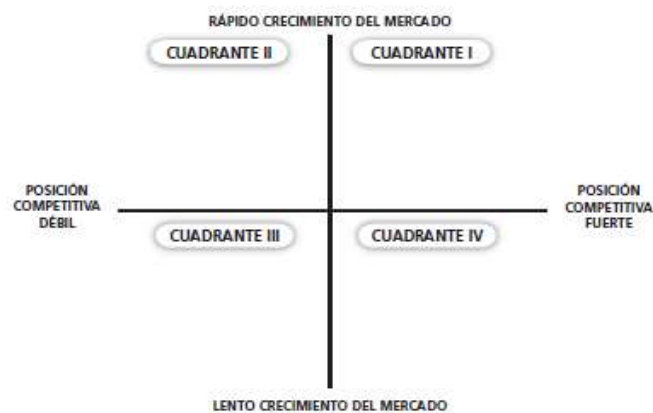 RÁPIDO CRECIMIENTO DEL MERCADO
CUADRANTE II
CUADRANTE I
POSICIÓN
COMPETITIVA
DÉBIL
POSICIÓN
COMPETITIVA
FUERTE
CUADRANTE III
CUADRANTE IV
LENTO CRECIMIENTO DEL MERCADO